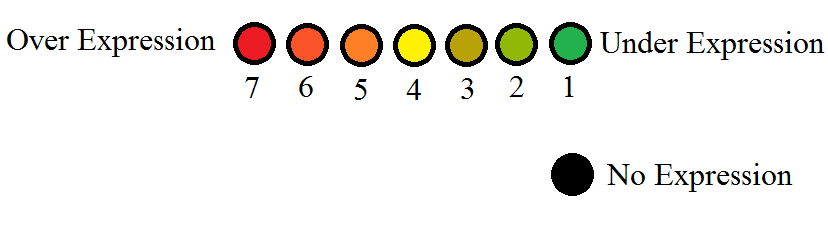 Over Expression Under Expression
7 6 5 4 3 2 1
No Expression